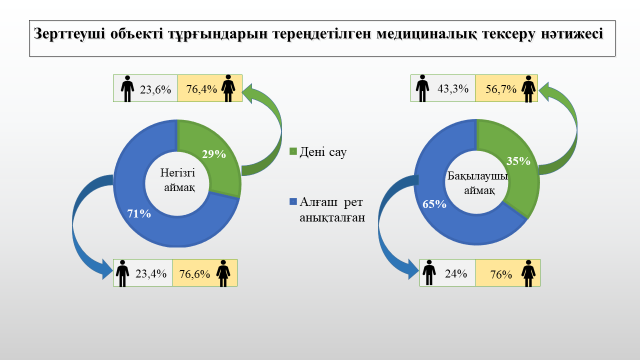 Зерттеуші объекті тұрғындарын тереңдетілген медициналық тексеру нәтижесі
23,6%
76,4%
43,3%
56,7%
29%
Негізгі
аймақ
71%
Дені сау
Алғаш рет
анықталған
35%
Бақылаушы
аймақ
65%
23,4%
76,6%
24%
76%